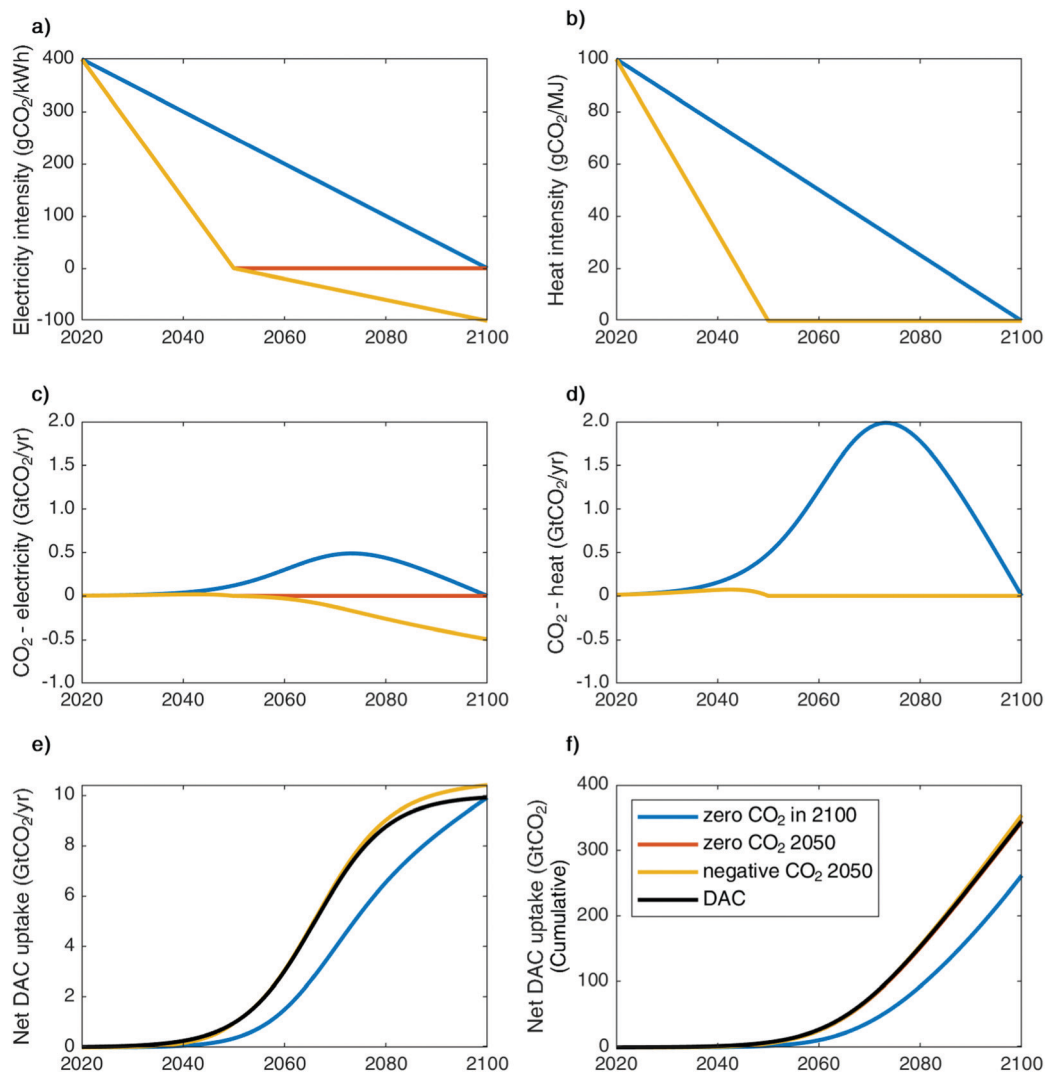 a)
Electricity intensity (gCO₂/kWh)
400
300
200
100
0
-100
2020 2040 2060 2080 2100
b)
Heat intensity (gCO₂/MJ)
100
80
60
40
20
0
2020 2040 2060 2080 2100
c)
CO₂ - electricity (GtCO₂/yr)
2.0
1.5
1.0
0.5
0
-0.5
-1.0
2020 2040 2060 2080 2100
d)
CO₂ - heat (GtCO₂/yr)
2.0
1.5
1.0
0.5
0
-0.5
-1.0
2020 2040 2060 2080 2100
e)
Net DAC uptake (GtCO₂/yr)
10
8
6
4
2
0
2020 2040 2060 2080 2100
f)
Net DAC uptake (GtCO₂)
(Cumulative)
400
300
200
100
0
zero CO₂ in 2100
zero CO₂ 2050
negative CO₂ 2050
DAC
2020 2040 2060 2080 2100